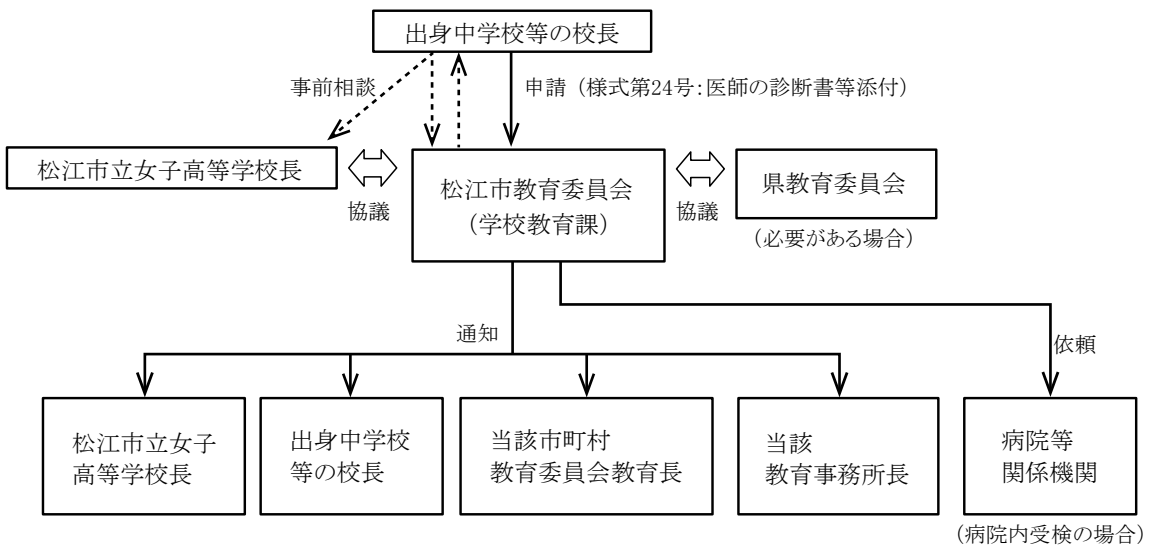 出身中学校等の校長
事前相談
申請（様式第24号：医師の診断書等添付）
松江市立女子高等学校長
協議
松江市教育委員会
（学校教育課）
協議
県教育委員会
（必要がある場合）
通知
依頼
松江市立女子
高等学校長
出身中学校
等の校長
当該市町村
教育委員会教育長
当該
教育事務所長
病院等
関係機関
（病院内受検の場合）